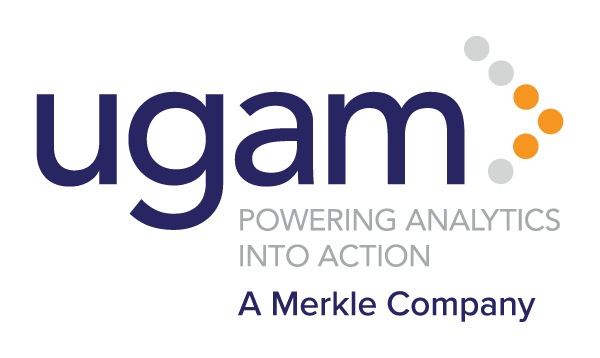 ugam
POWERING ANALYTICS
INTO ACTION
A Merkle Company